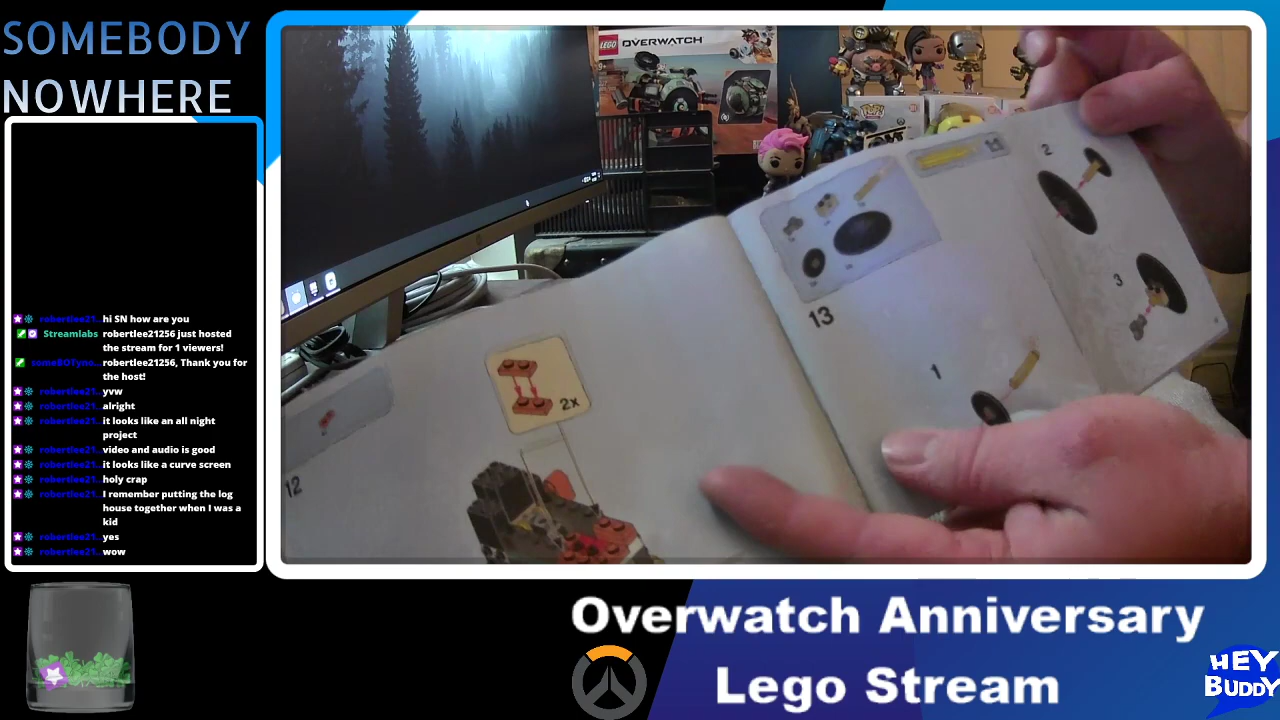 SOMEBODY
NOWHERE
robertlee21.. hi SN how are you
Streamlabs robertlee21256 just hosted
the stream for 1 viewers!
someBOTyno.. robertlee21256, Thank you for
the host!
robertlee21.. yvw
robertlee21.. alright
robertlee21.. it looks like an all night
project
robertlee21.. video and audio is good
robertlee21.. it looks like a curve screen
robertlee21.. holy crap
robertlee21.. I remember putting the log
house together when I was a
kid
robertlee21.. yes
robertlee21.. wow
LEGO OVERWATCH
POP!
12
2x
13
1
2
3
Overwatch Anniversary
Lego Stream
HEY
BUDDY